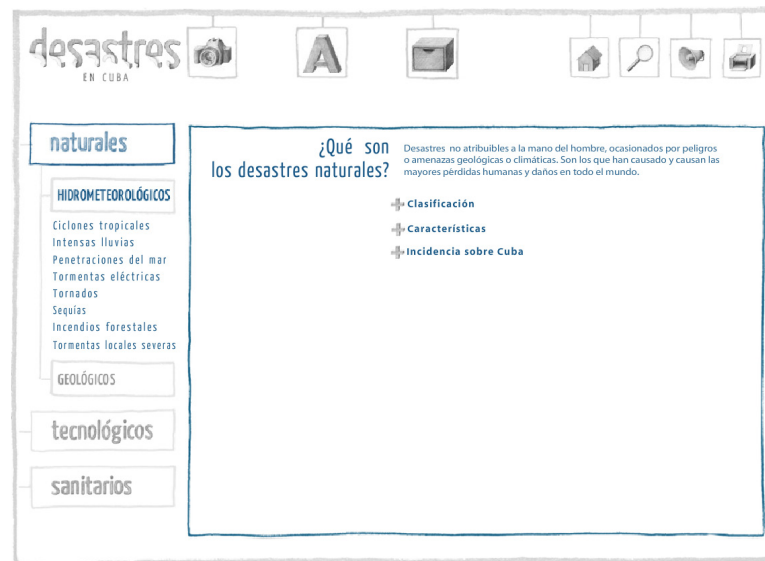 desastres
EN CUBA
A
naturales
HIDROMETEOROLÓGICOS
Ciclones tropicales
Intensas lluvias
Penetraciones del mar
Tormentas eléctricas
Tornados
Sequías
Incendios forestales
Tormentas locales severas
GEOLÓGICOS
tecnológicos
sanitarios
¿Qué son
los desastres naturales?
Desastres no atribuibles a la mano del hombre, ocasionados por peligros
o amenazas geológicas o climáticas. Son los que han causado y causan las
mayores pérdidas humanas y daños en todo el mundo.
Clasificación
Características
Incidencia sobre Cuba